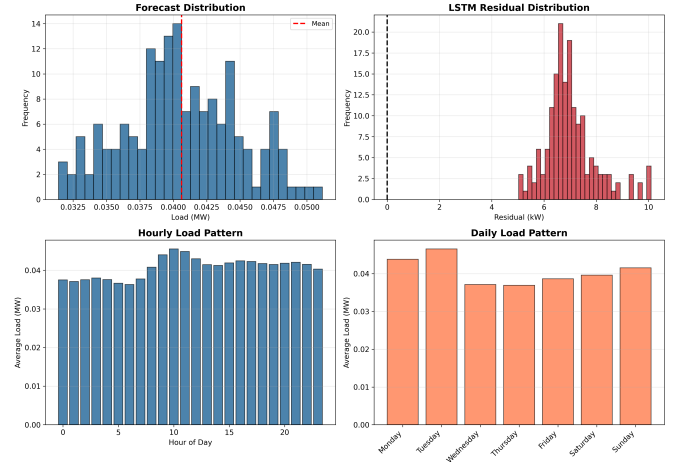 Forecast Distribution
Mean
14
12
10
8
6
4
2
0
Frequency
0.0325 0.0350 0.0375 0.0400 0.0425 0.0450 0.0475 0.0500
Load (MW)
LSTM Residual Distribution
20.0
17.5
15.0
12.5
10.0
7.5
5.0
2.5
0.0
Frequency
0 2 4 6 8 10
Residual (kW)
Hourly Load Pattern
0.04
0.03
0.02
0.01
0.00
Average Load (MW)
0 5 10 15 20
Hour of Day
Daily Load Pattern
0.04
0.03
0.02
0.01
0.00
Average Load (MW)
Monday Tuesday Wednesday Thursday Friday Saturday Sunday